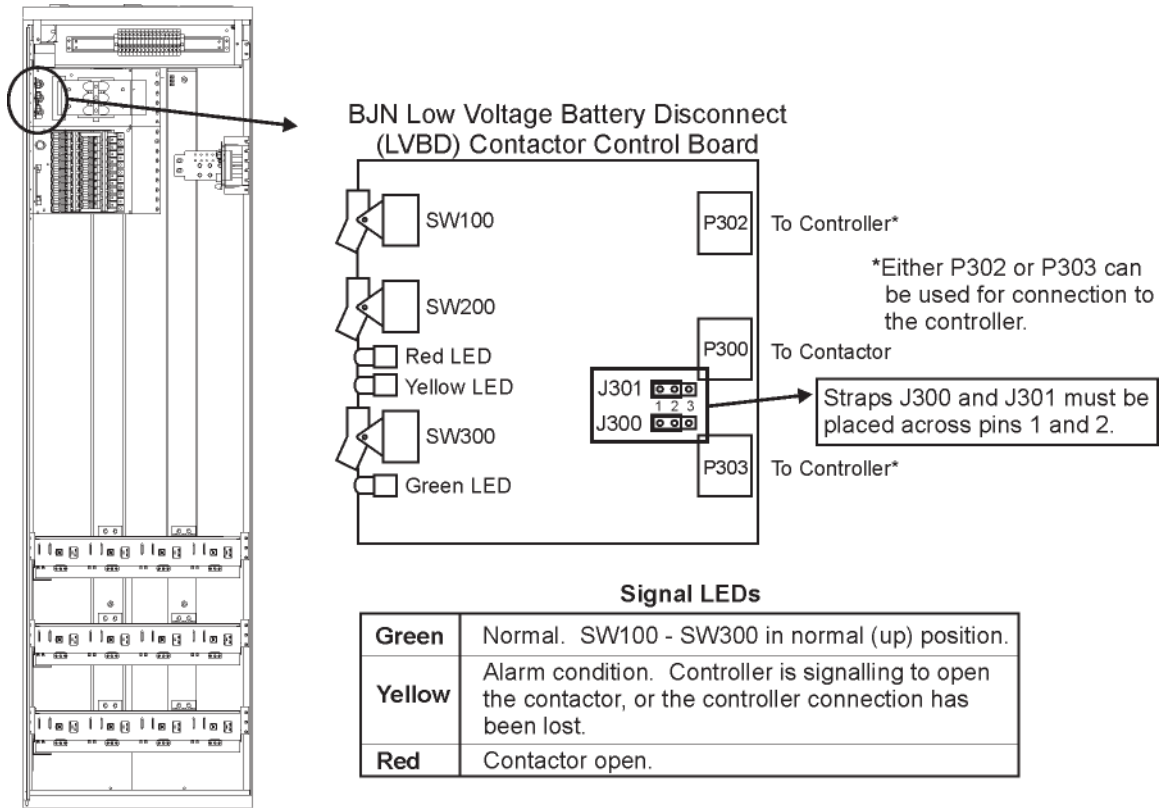 BJN Low Voltage Battery Disconnect
(LVBD) Contactor Control Board
SW100
P302
To Controller*
*Either P302 or P303 can
be used for connection to
the controller.
SW200
Red LED
P300
To Contactor
Yellow LED
J301
1 2 3
J300
Straps J300 and J301 must be
placed across pins 1 and 2.
SW300
P303
To Controller*
Green LED
Signal LEDs
Green Normal. SW100 - SW300 in normal (up) position.
Yellow Alarm condition. Controller is signalling to open
the contactor, or the controller connection has
been lost.
Red Contactor open.